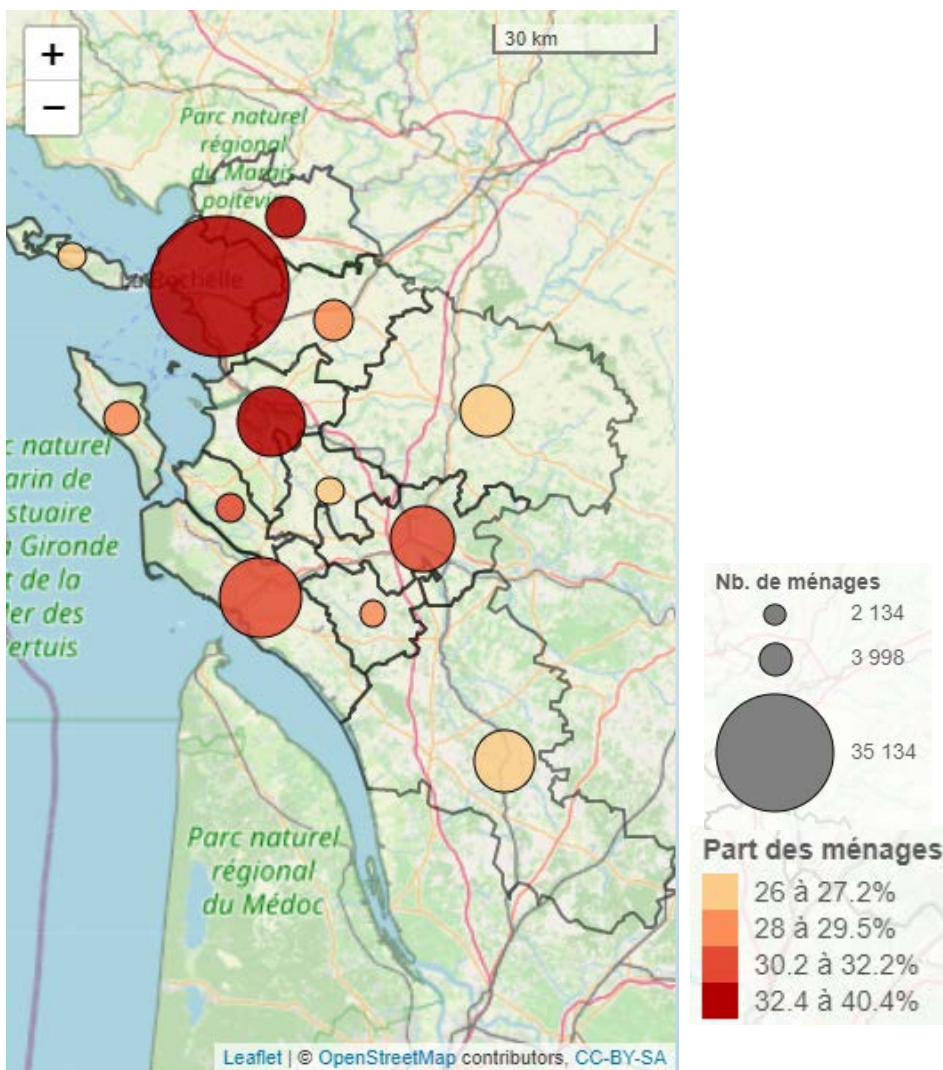 +
−
30 km
Parc naturel
régional
du Marais
poitevin
La Rochelle
c naturel
arin de
stuaire
Gironde
t de la
er des
ertuis
Parc naturel
régional
du Médoc
Leaflet | © OpenStreetMap contributors, CC-BY-SA
Nb. de ménages
2 134
3 998
35 134
Part des ménages
26 à 27.2%
28 à 29.5%
30.2 à 32.2%
32.4 à 40.4%